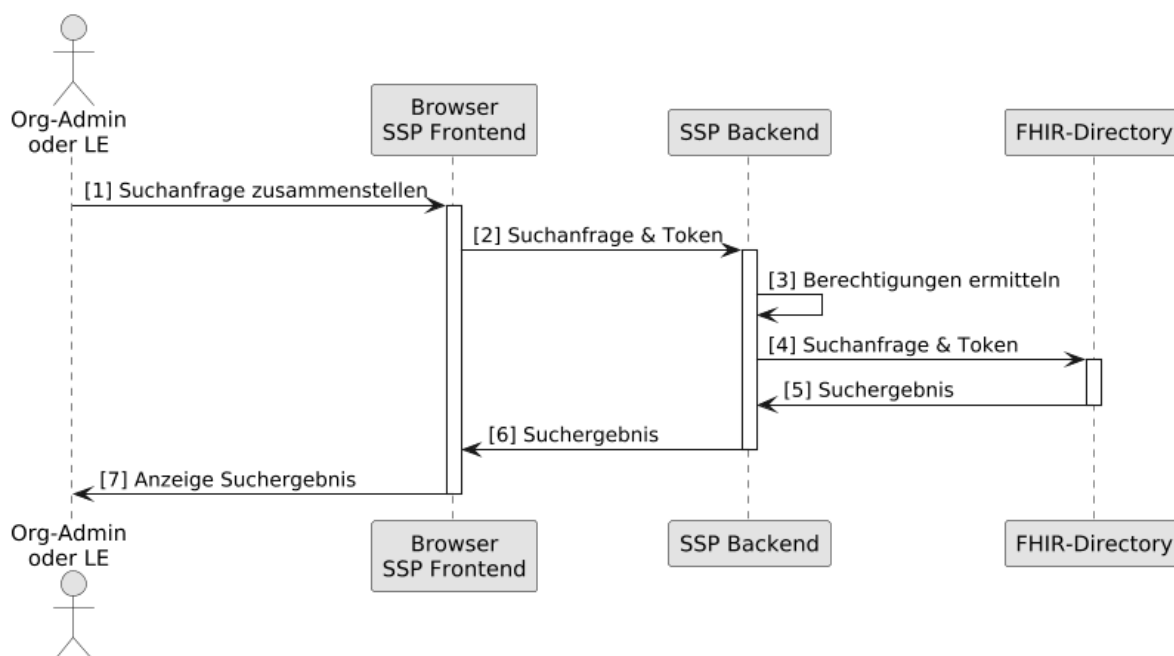 Org-Admin
oder LE
Browser
SSP Frontend
SSP Backend
FHIR-Directory
[1] Suchanfrage zusammenstellen
[2] Suchanfrage & Token
[3] Berechtigungen ermitteln
[4] Suchanfrage & Token
[5] Suchergebnis
[6] Suchergebnis
[7] Anzeige Suchergebnis
Org-Admin
oder LE
Browser
SSP Frontend
SSP Backend
FHIR-Directory